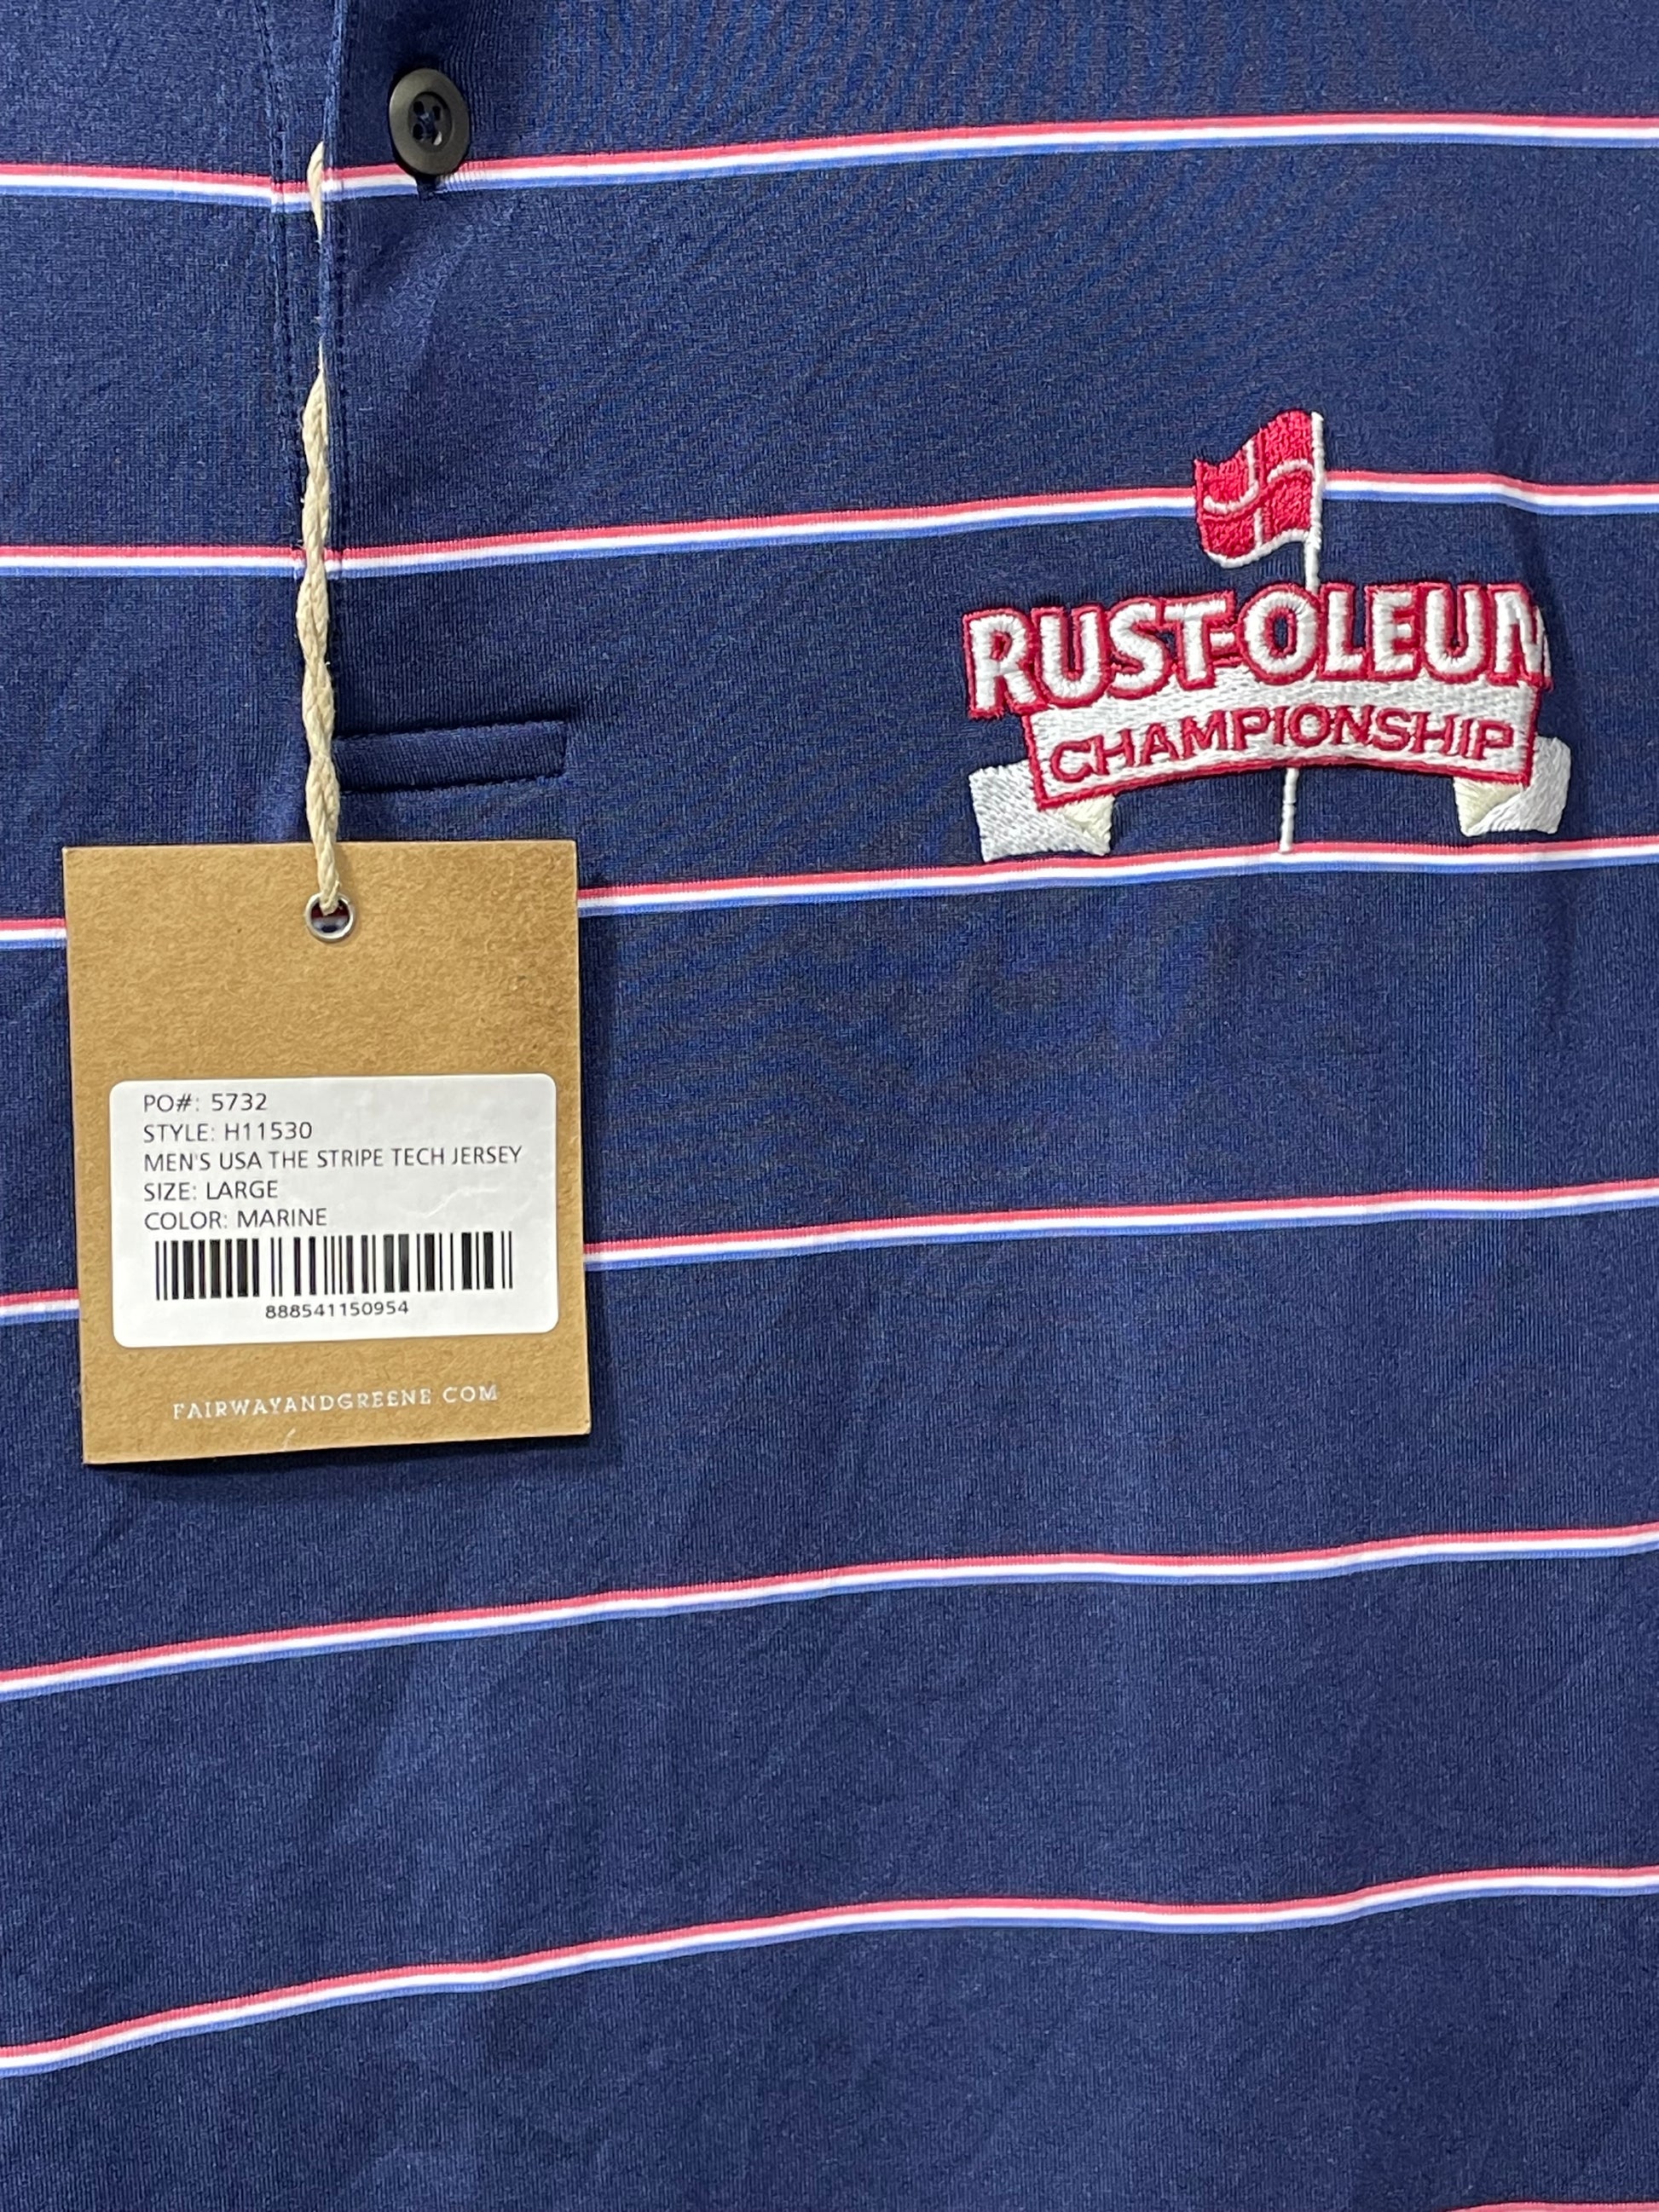 RUST-OLEUM
CHAMPIONSHIP
PO#: 5732
STYLE: H11530
MEN'S USA THE STRIPE TECH JERSEY
SIZE: LARGE
COLOR: MARINE
888541150954
FAIRWAYANDGREENE.COM